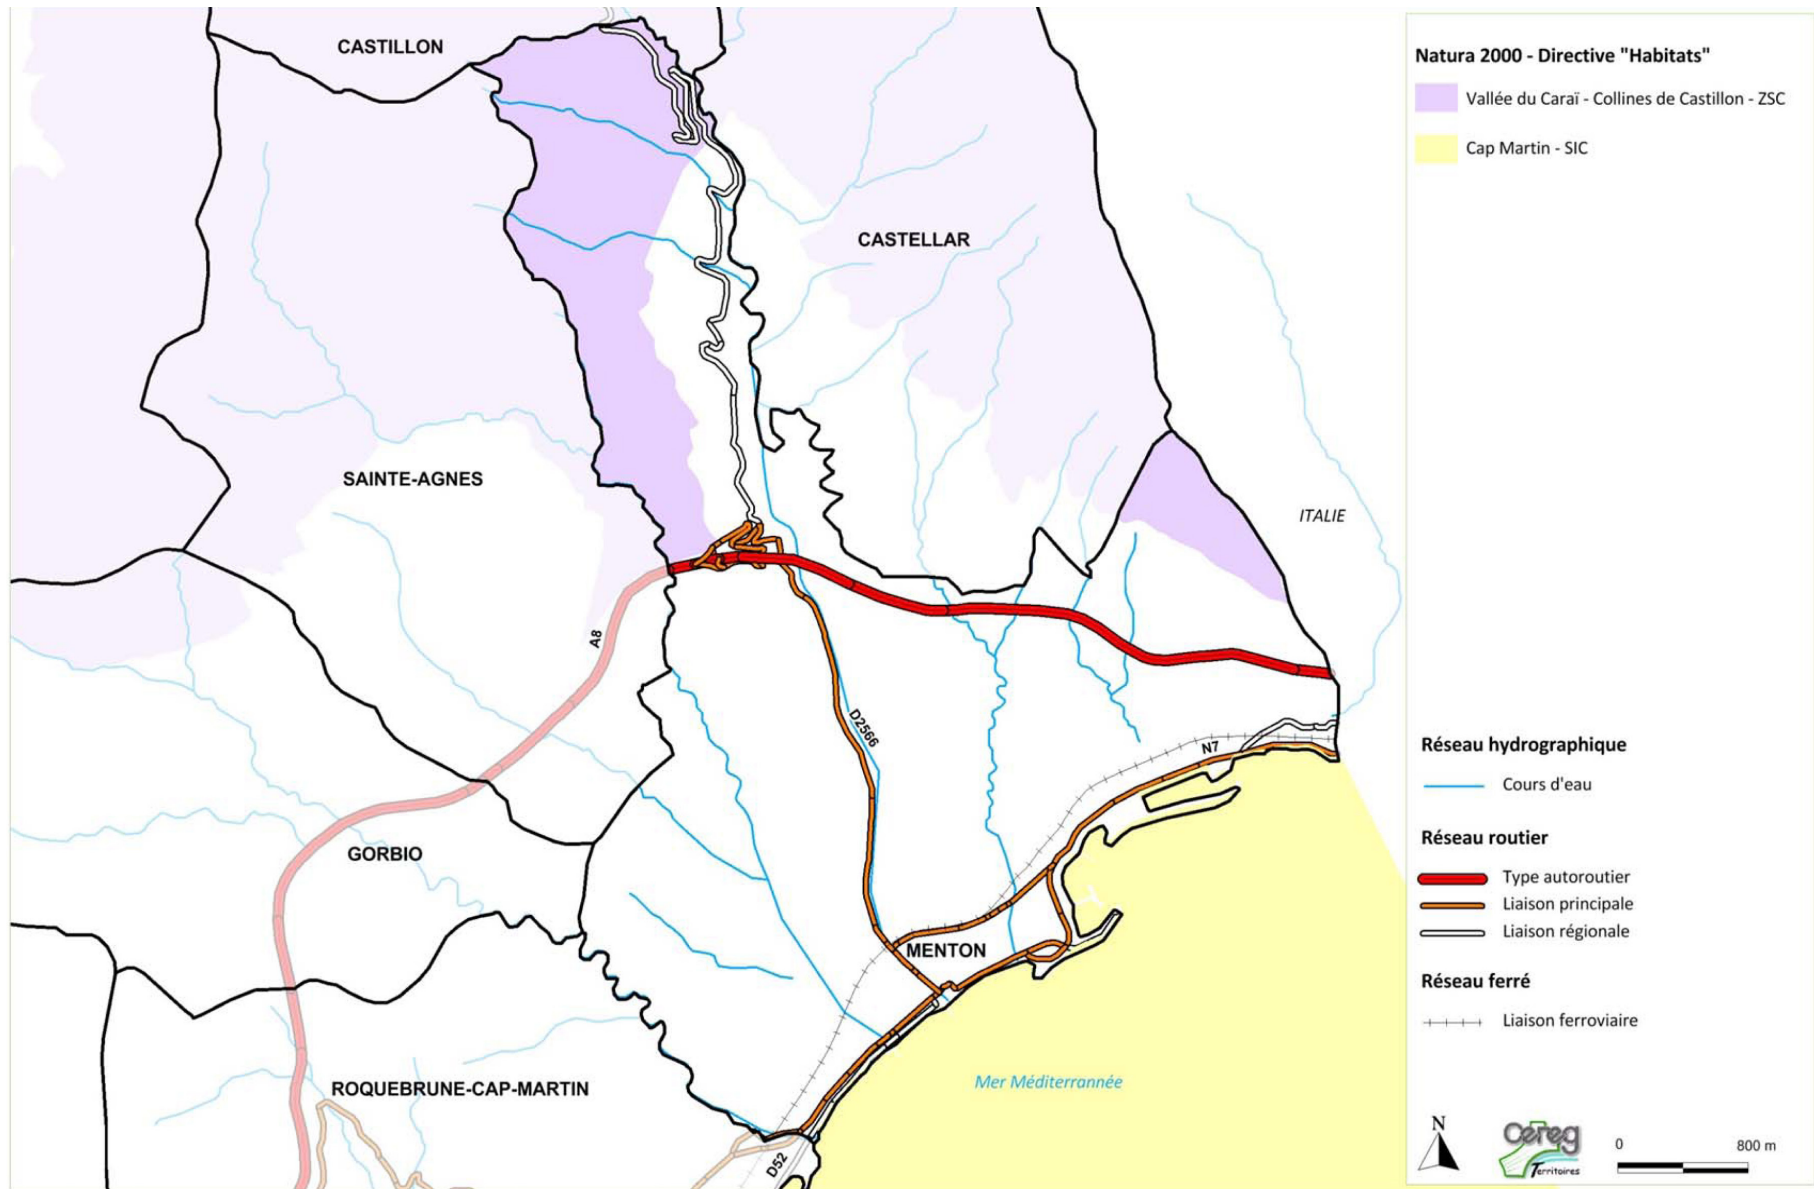 CASTILLON
CASTELLAR
SAINTE-AGNES
ITALIE
A8
D2566
N7
GORBIO
MENTON
ROQUEBRUNE-CAP-MARTIN
Mer Méditerrannée
D52
Natura 2000 - Directive "Habitats"
Vallée du Caraï - Collines de Castillon - ZSC
Cap Martin - SIC
Réseau hydrographique
Cours d'eau
Réseau routier
Type autoroutier
Liaison principale
Liaison régionale
Réseau ferré
Liaison ferroviaire
N
Cereg
Territoires
0 800 m